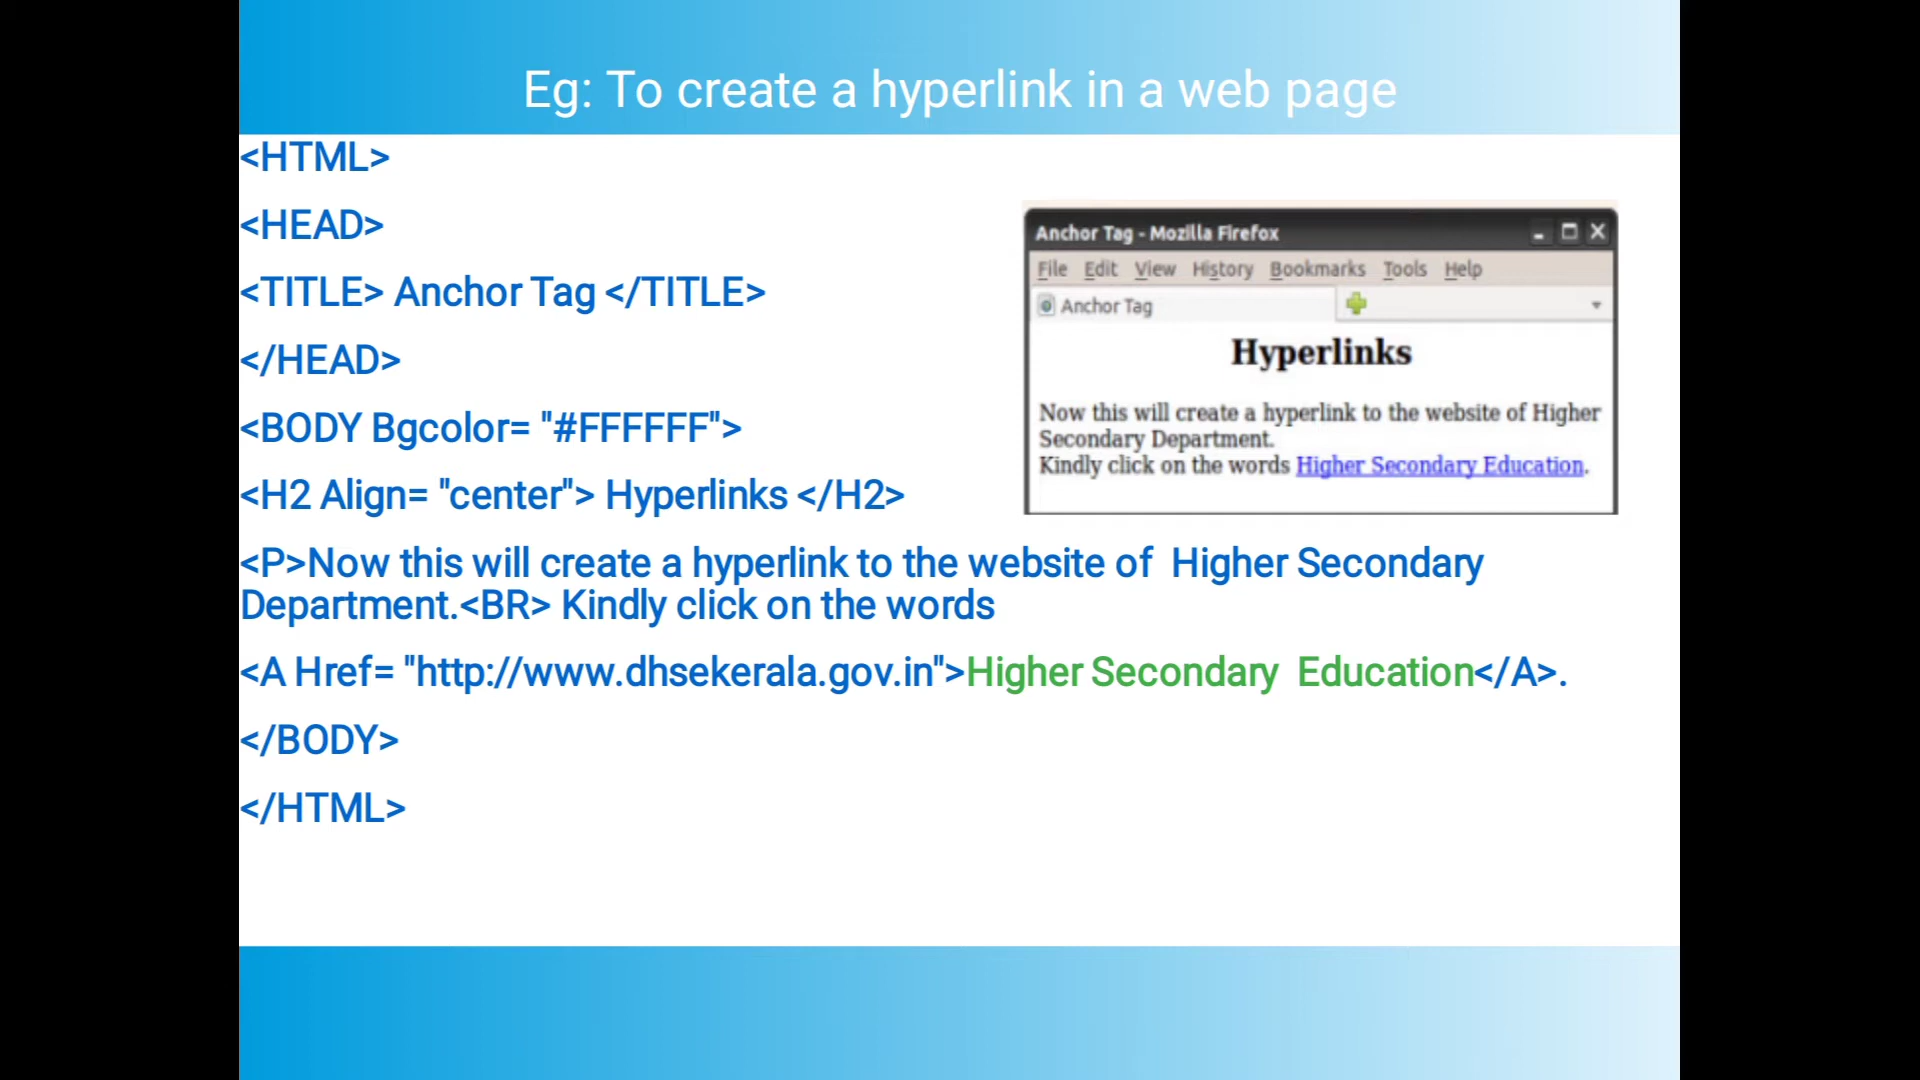 Eg: To create a hyperlink in a web page
<HTML>
<HEAD>
<TITLE> Anchor Tag </TITLE>
</HEAD>
<BODY Bgcolor= "#FFFFFF">
<H2 Align= "center"> Hyperlinks </H2>
<P>Now this will create a hyperlink to the website of  Higher Secondary
Department.<BR> Kindly click on the words
<A Href= "http://www.dhsekerala.gov.in">Higher Secondary  Education</A>.
</BODY>
</HTML>
Anchor Tag - Mozilla Firefox
File Edit View History Bookmarks Tools Help
Anchor Tag
Hyperlinks
Now this will create a hyperlink to the website of Higher
Secondary Department.
Kindly click on the words Higher Secondary Education.